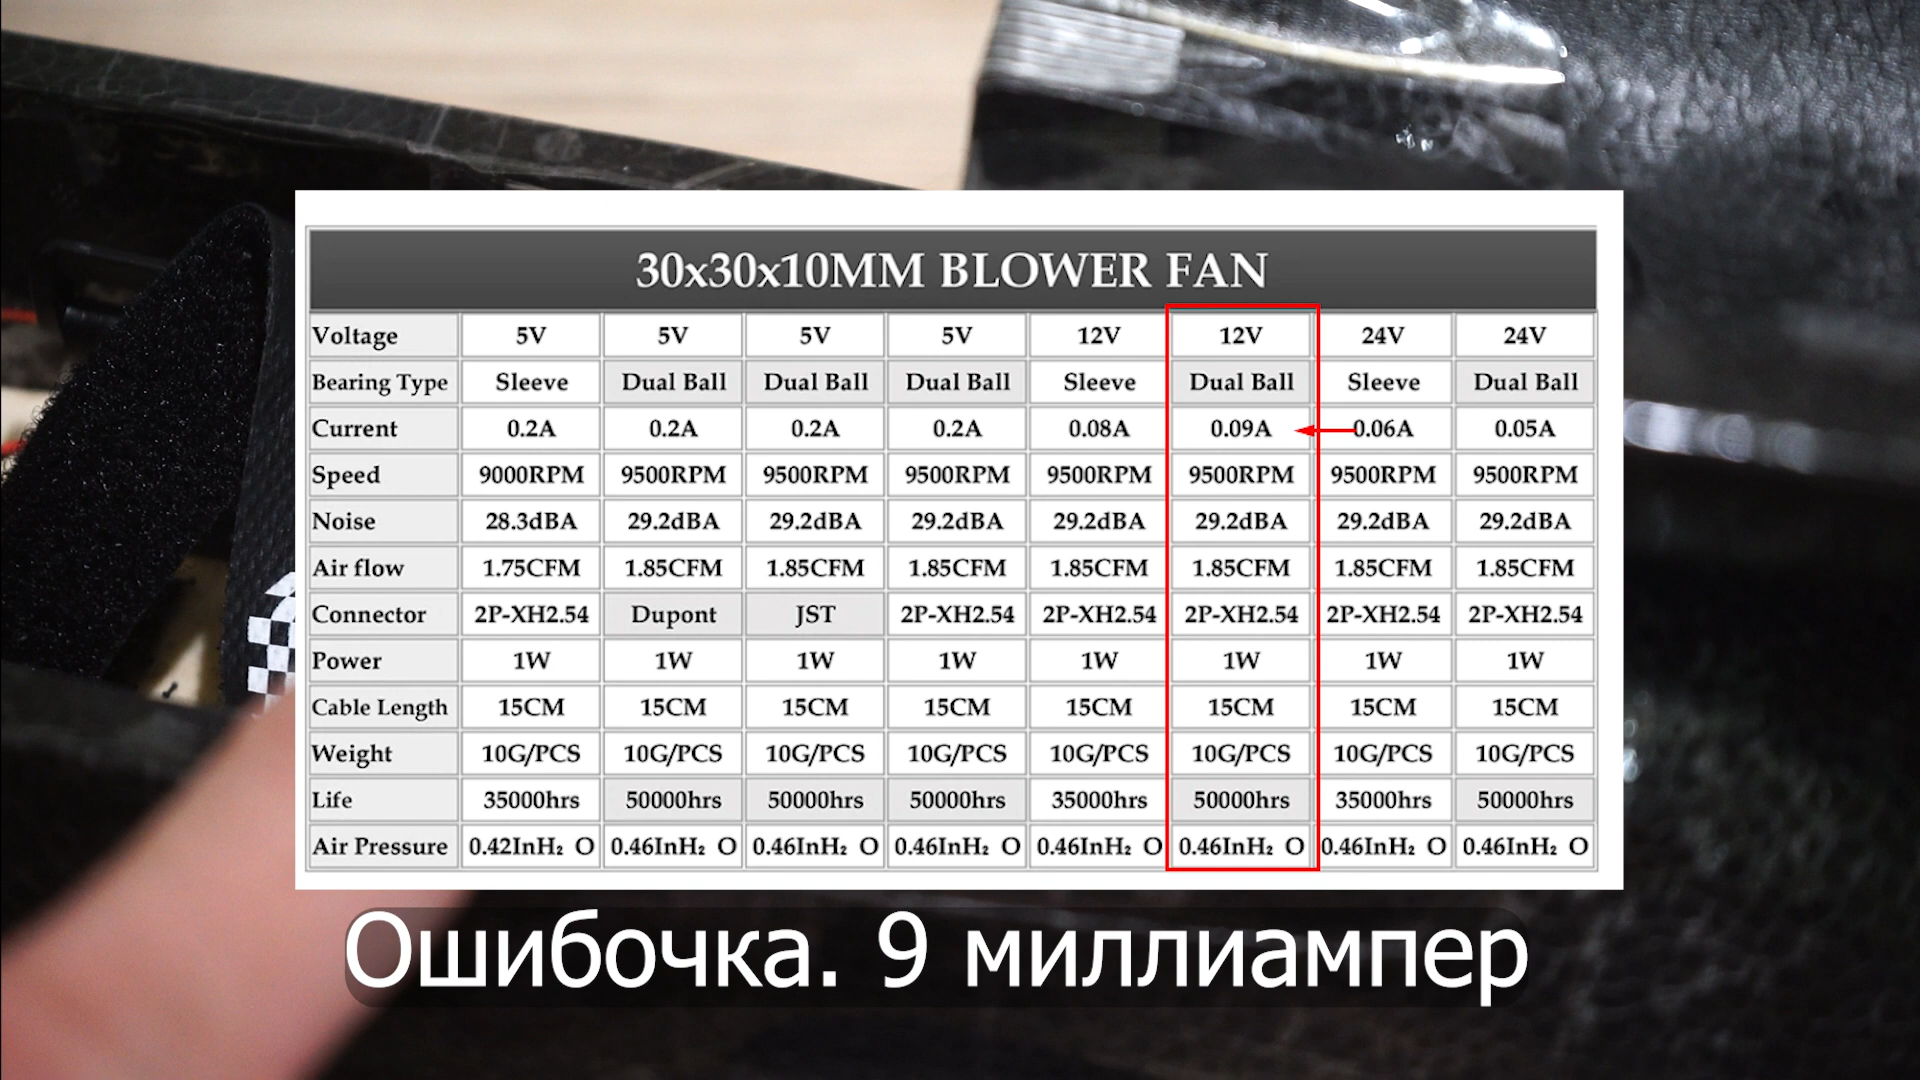 30x30x10MM BLOWER FAN
Voltage 5V 5V 5V 5V 12V 12V 24V 24V
Bearing Type Sleeve Dual Ball Dual Ball Dual Ball Sleeve Dual Ball Sleeve Dual Ball
Current 0.2A 0.2A 0.2A 0.2A 0.08A 0.09A 0.06A 0.05A
Speed 9000RPM 9500RPM 9500RPM 9500RPM 9500RPM 9500RPM 9500RPM 9500RPM
Noise 28.3dBA 29.2dBA 29.2dBA 29.2dBA 29.2dBA 29.2dBA 29.2dBA 29.2dBA
Air flow 1.75CFM 1.85CFM 1.85CFM 1.85CFM 1.85CFM 1.85CFM 1.85CFM 1.85CFM
Connector 2P-XH2.54 Dupont JST 2P-XH2.54 2P-XH2.54 2P-XH2.54 2P-XH2.54 2P-XH2.54
Power 1W 1W 1W 1W 1W 1W 1W 1W
Cable Length 15CM 15CM 15CM 15CM 15CM 15CM 15CM 15CM
Weight 10G/PCS 10G/PCS 10G/PCS 10G/PCS 10G/PCS 10G/PCS 10G/PCS 10G/PCS
Life 35000hrs 50000hrs 50000hrs 50000hrs 35000hrs 50000hrs 35000hrs 50000hrs
Air Pressure 0.42InH₂ O 0.46InH₂ O 0.46InH₂ O 0.46InH₂ O 0.46InH₂ O 0.46InH₂ O 0.46InH₂ O 0.46InH₂ O
Ошибочка. 9 миллиампер